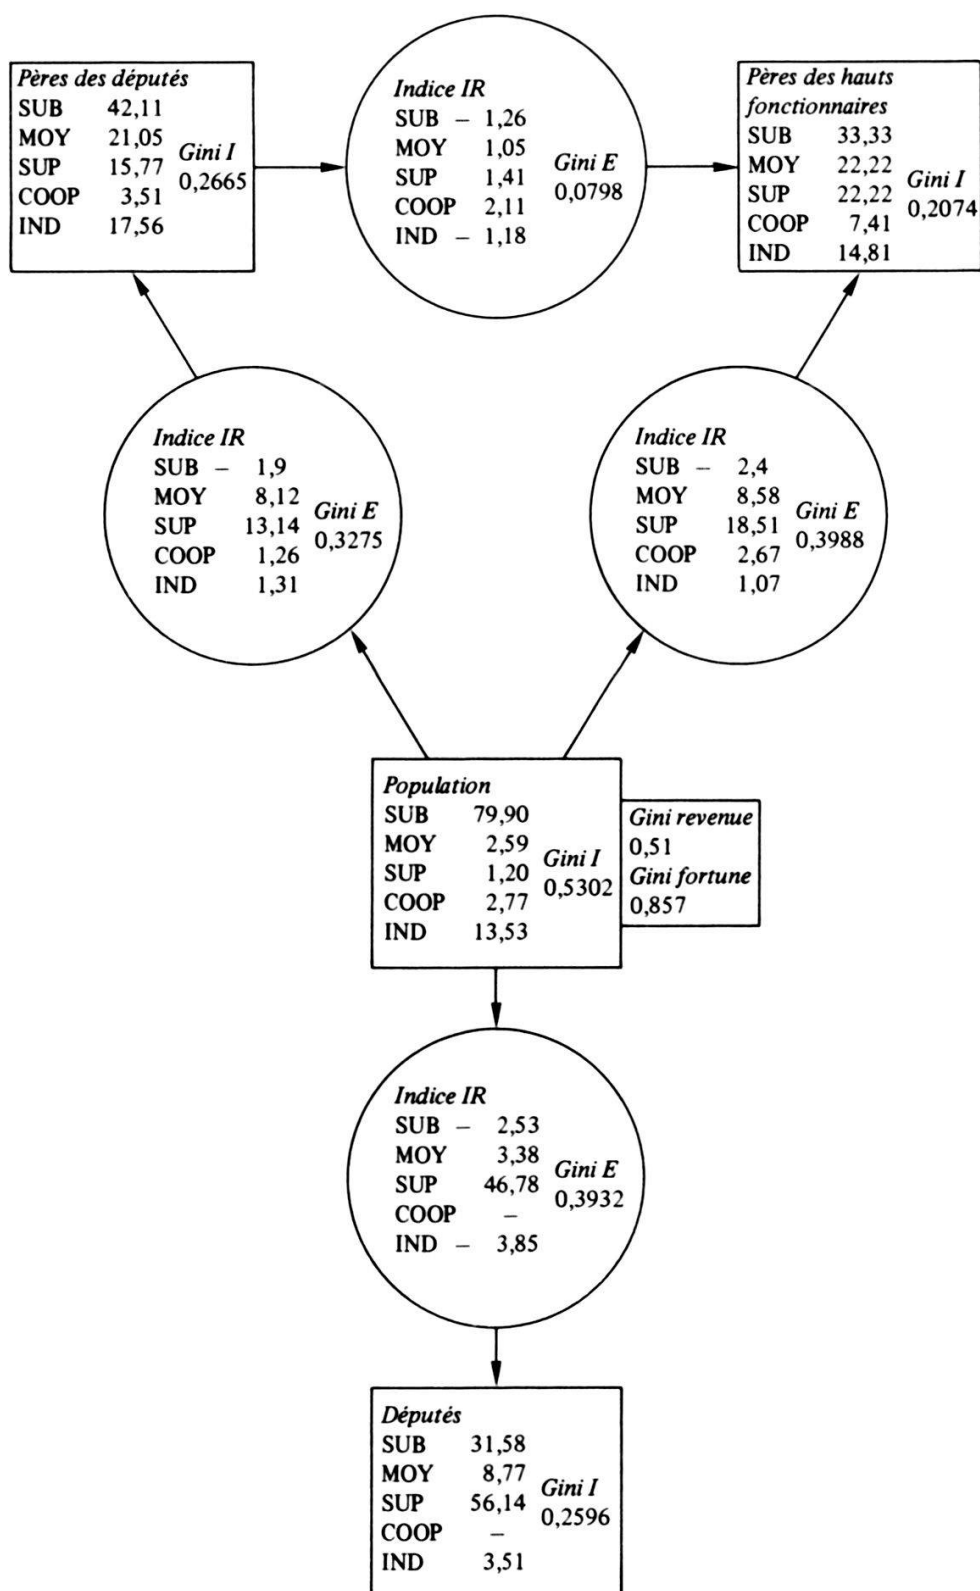 Pères des députés
SUB 42,11
MOY 21,05
SUP 15,77
COOP 3,51
IND 17,56
Gini I
0,2665
Indice IR
SUB – 1,26
MOY 1,05
SUP 1,41
COOP 2,11
IND – 1,18
Gini E
0,0798
Pères des hauts
fonctionnaires
SUB 33,33
MOY 22,22
SUP 22,22
COOP 7,41
IND 14,81
Gini I
0,2074
Indice IR
SUB – 1,9
MOY 8,12
SUP 13,14
COOP 1,26
IND 1,31
Gini E
0,3275
Indice IR
SUB – 2,4
MOY 8,58
SUP 18,51
COOP 2,67
IND 1,07
Gini E
0,3988
Population
SUB 79,90
MOY 2,59
SUP 1,20
COOP 2,77
IND 13,53
Gini I
0,5302
Gini revenue
0,51
Gini fortune
0,857
Indice IR
SUB – 2,53
MOY 3,38
SUP 46,78
COOP –
IND – 3,85
Gini E
0,3932
Députés
SUB 31,58
MOY 8,77
SUP 56,14
COOP –
IND 3,51
Gini I
0,2596